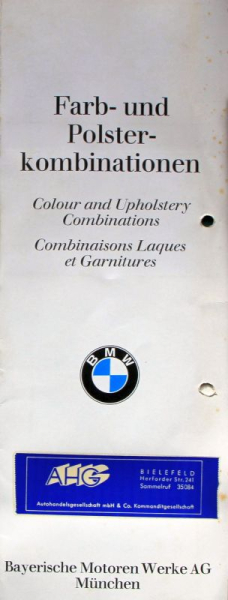 Farb- und
Polster-
kombinationen
Colour and Upholstery
Combinations
Combinaisons Laques
et Garnitures
BMW
AHG
BIELEFELD
Herforder Str. 241
Sammelruf 35084
Autohandelsgesellschaft mbH & Co. Kommanditgesellschaft
Bayerische Motoren Werke AG
München